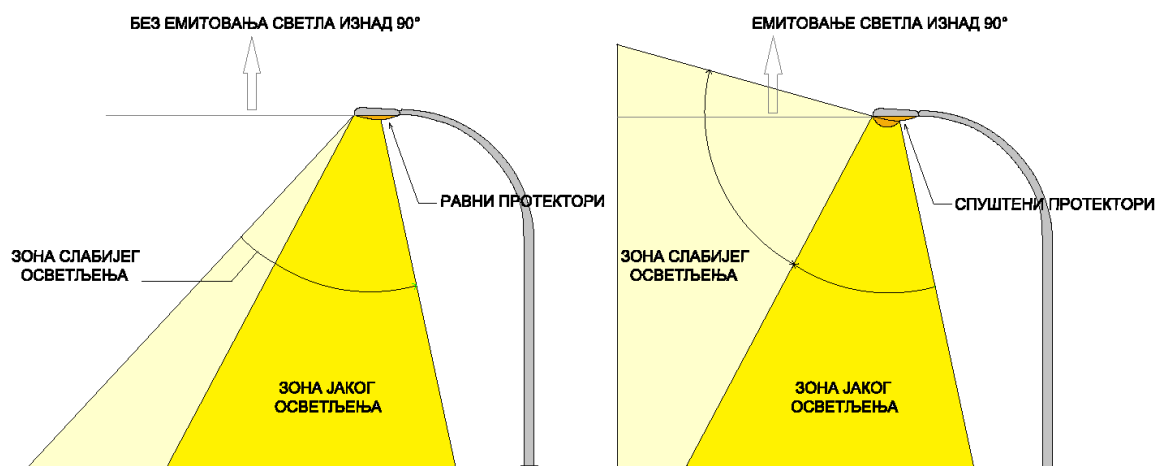 БЕЗ ЕМИТОВАЊА СВЕТЛА ИЗНАД 90°
РАВНИ ПРОТЕКТОРИ
ЗОНА СЛАБИЈЕГ
ОСВЕТЉЕЊА
ЗОНА ЈАКОГ
ОСВЕТЉЕЊА
ЕМИТОВАЊЕ СВЕТЛА ИЗНАД 90°
СПУШТЕНИ ПРОТЕКТОРИ
ЗОНА СЛАБИЈЕГ
ОСВЕТЉЕЊА
ЗОНА ЈАКОГ
ОСВЕТЉЕЊА